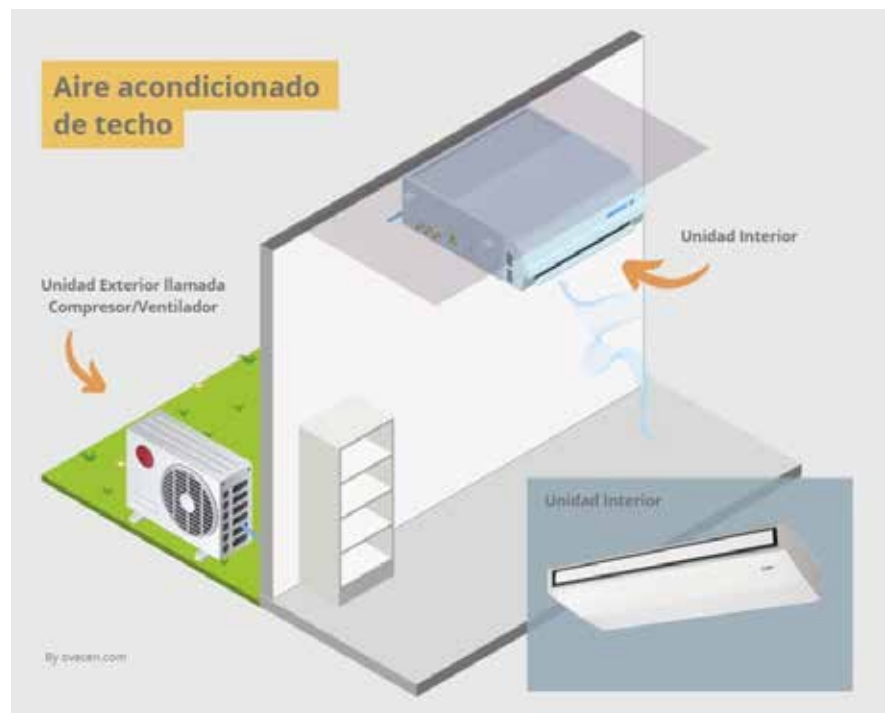 Aire acondicionado
de techo
Unidad Interior
Unidad Exterior llamada
Compresor/Ventilador
Unidad Interior
By ovacen.com